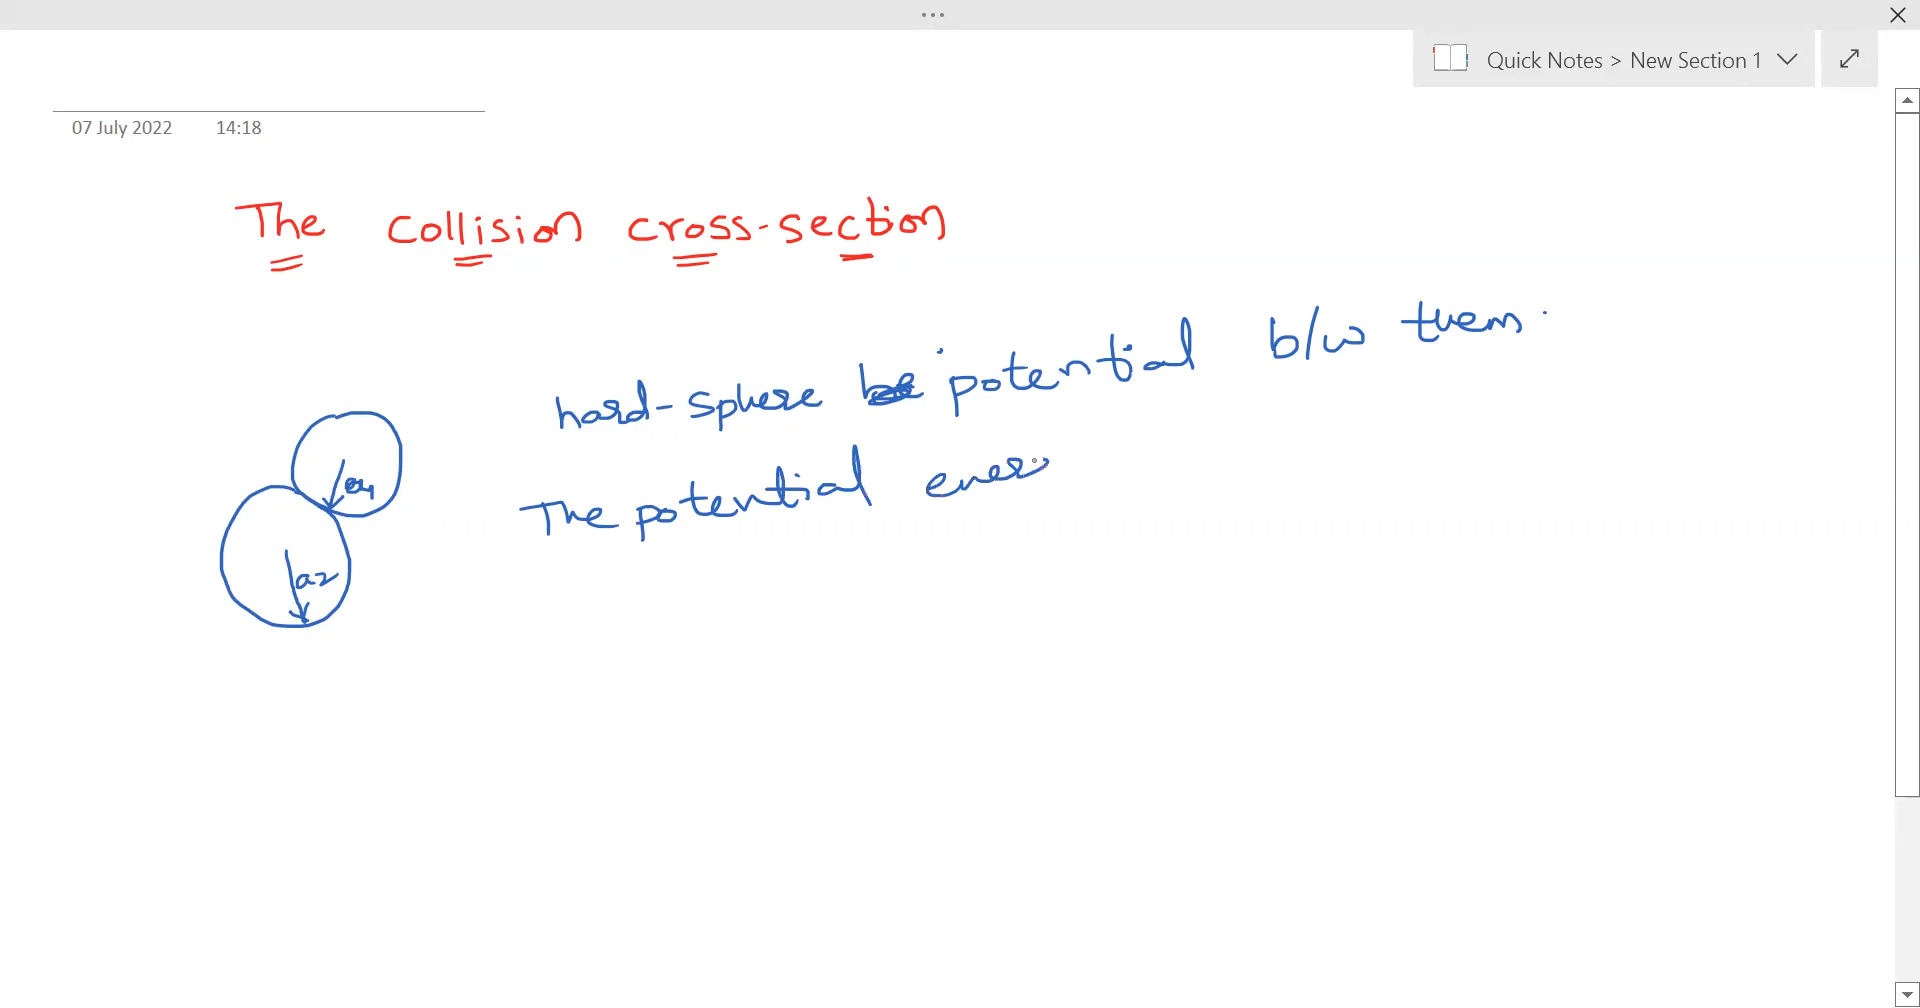 Quick Notes > New Section 1
07 July 2022 14:18
The collision cross-section
hard-sphere potential b/w them.
The potential ener
a1
a2